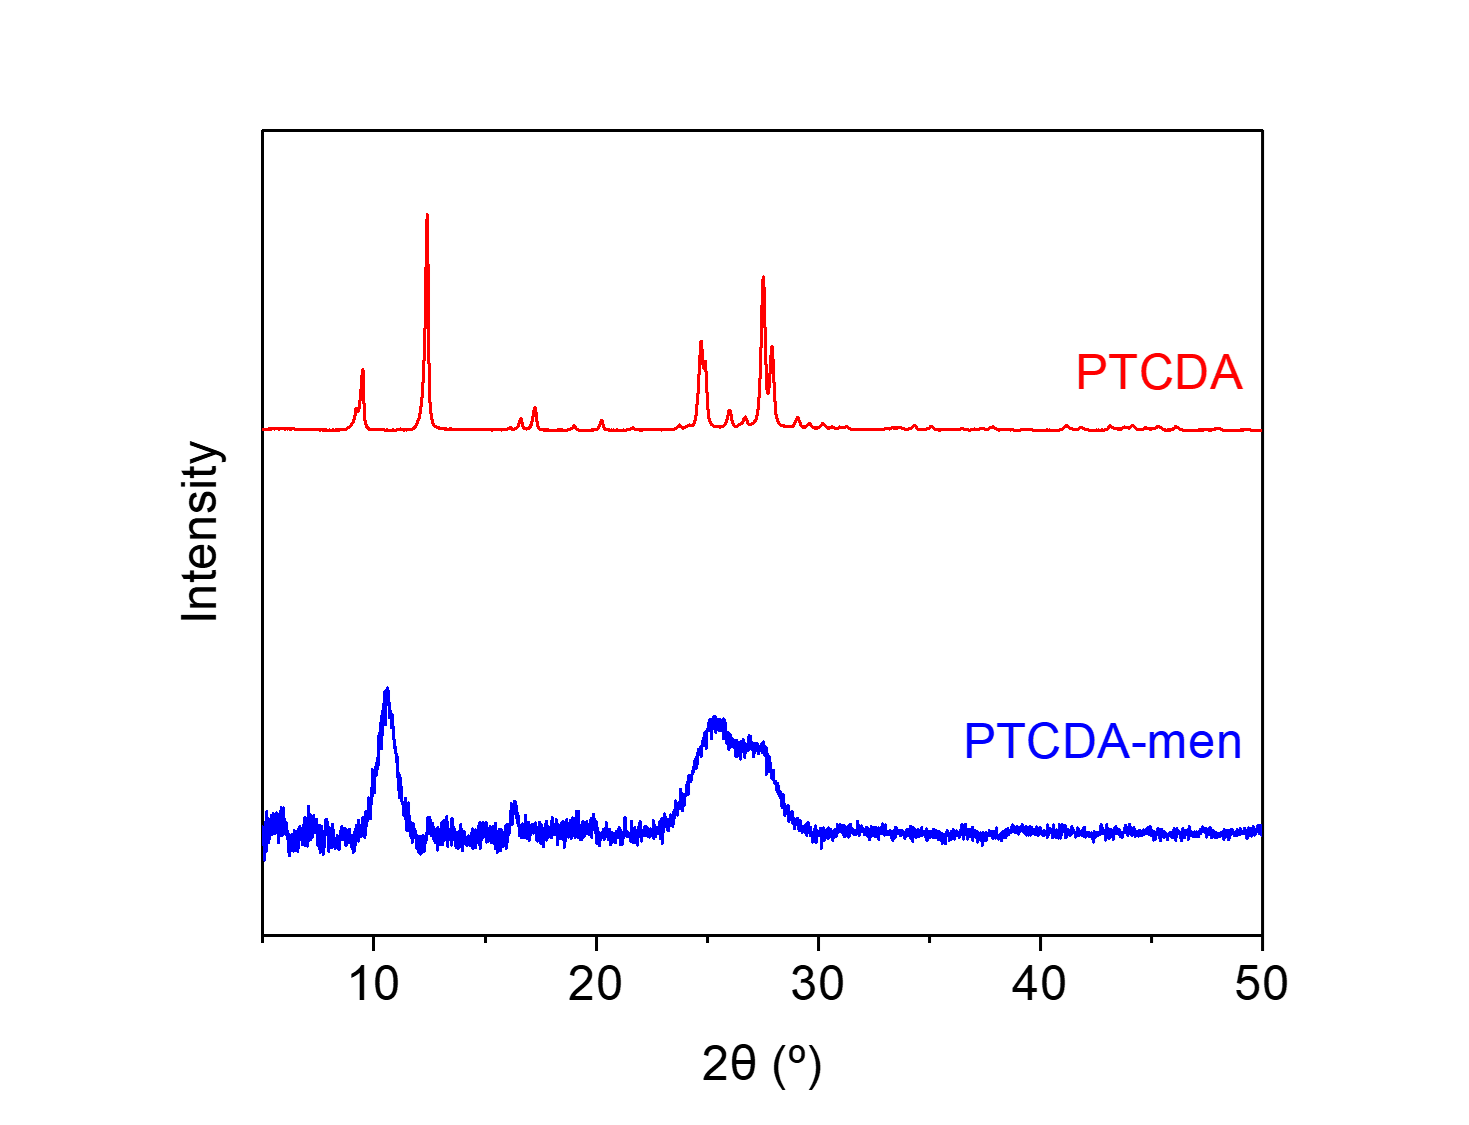 PTCDA
Intensity
PTCDA-men
10 20 30 40 50
2θ (º)